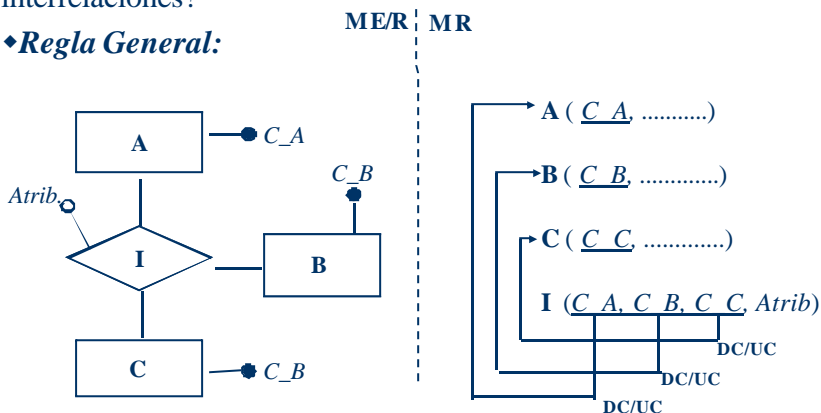 interrelaciones?
ME/R MR
◆Regla General:
A
C_A
C_B
Atrib.
I
B
C
C_B
A ( C_A, ...........)
B ( C_B, .............)
C ( C_C, .............)
I (C_A, C_B, C_C, Atrib)
DC/UC
DC/UC
DC/UC